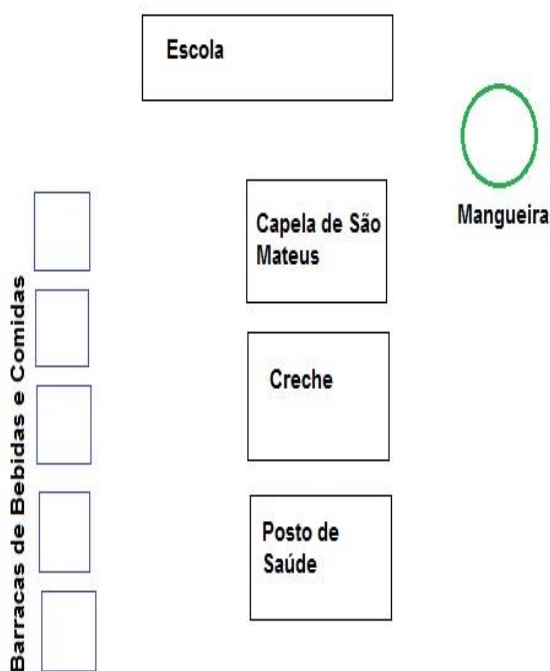 Escola
Mangueira
Capela de São
Mateus
Creche
Posto de
Saúde
Barracas de Bebidas e Comidas